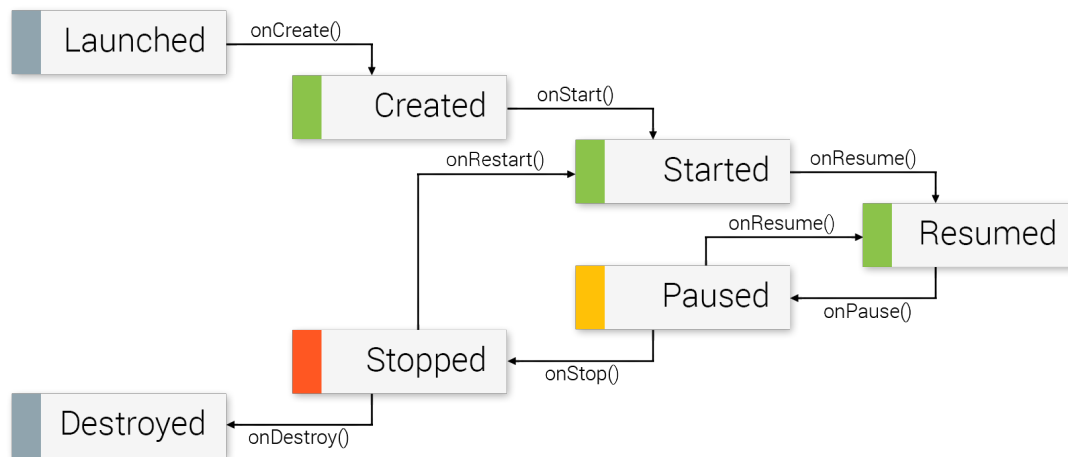 Launched
onCreate()
Created
onStart()
onRestart()
Started
onResume()
onResume()
Resumed
Paused
onPause()
Stopped
onStop()
Destroyed
onDestroy()